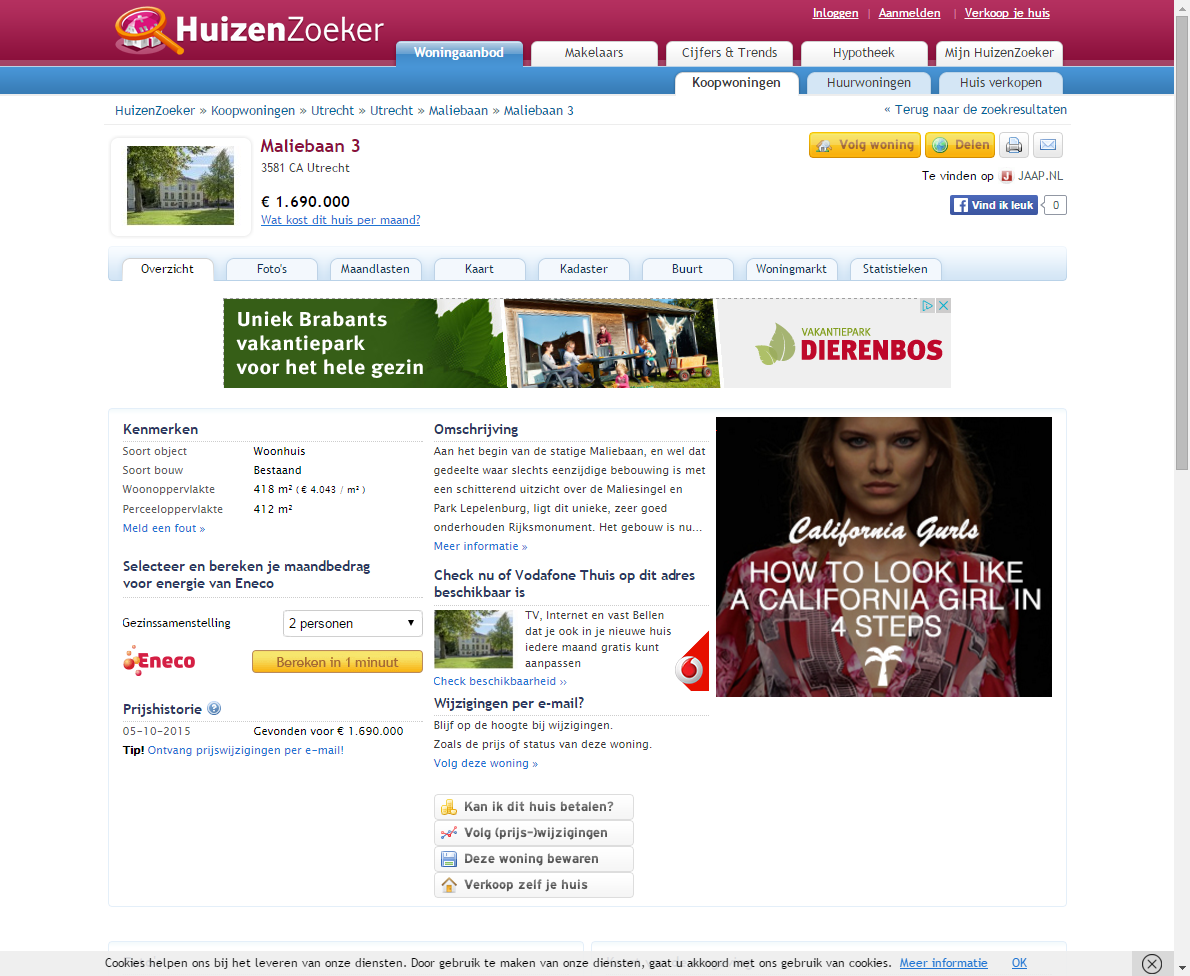 Inloggen | Aanmelden | Verkoop je huis
HuizenZoeker
Woningaanbod Makelaars Cijfers & Trends Hypotheek Mijn HuizenZoeker
Koopwoningen Huurwoningen Huis verkopen
HuizenZoeker » Koopwoningen » Utrecht » Utrecht » Maliebaan » Maliebaan 3
« Terug naar de zoekresultaten
Maliebaan 3
3581 CA Utrecht
€ 1.690.000
Wat kost dit huis per maand?
Volg woning Delen
Te vinden op JAAP.NL
Vind ik leuk 0
Overzicht Foto's Maandlasten Kaart Kadaster Buurt Woningmarkt Statistieken
Uniek Brabants
vakantiepark
voor het hele gezin
VAKANTIEPARK
DIERENBOS
Kenmerken
Soort object Woonhuis
Soort bouw Bestaand
Woonoppervlakte 418 m² ( € 4.043 / m² )
Perceeloppervlakte 412 m²
Meld een fout »
Selecteer en bereken je maandbedrag
voor energie van Eneco
Gezinssamenstelling 2 personen
Eneco Bereken in 1 minuut
Prijshistorie ?
05-10-2015 Gevonden voor € 1.690.000
Tip! Ontvang prijswijzigingen per e-mail!
Omschrijving
Aan het begin van de statige Maliebaan, en wel dat
gedeelte waar slechts eenzijdige bebouwing is met
een schitterend uitzicht over de Maliesingel en
Park Lepelenburg, ligt dit unieke, zeer goed
onderhouden Rijksmonument. Het gebouw is nu...
Meer informatie »
Check nu of Vodafone Thuis op dit adres
beschikbaar is
TV, Internet en vast Bellen
dat je ook in je nieuwe huis
iedere maand gratis kunt
aanpassen
Check beschikbaarheid ››
Wijzigingen per e-mail?
Blijf op de hoogte bij wijzigingen.
Zoals de prijs of status van deze woning.
Volg deze woning »
Kan ik dit huis betalen?
Volg (prijs-)wijzigingen
Deze woning bewaren
Verkoop zelf je huis
California Gurls
HOW TO LOOK LIKE
A CALIFORNIA GIRL IN
4 STEPS
Cookies helpen ons bij het leveren van onze diensten. Door gebruik te maken van onze diensten, gaat u akkoord met ons gebruik van cookies. Meer informatie OK